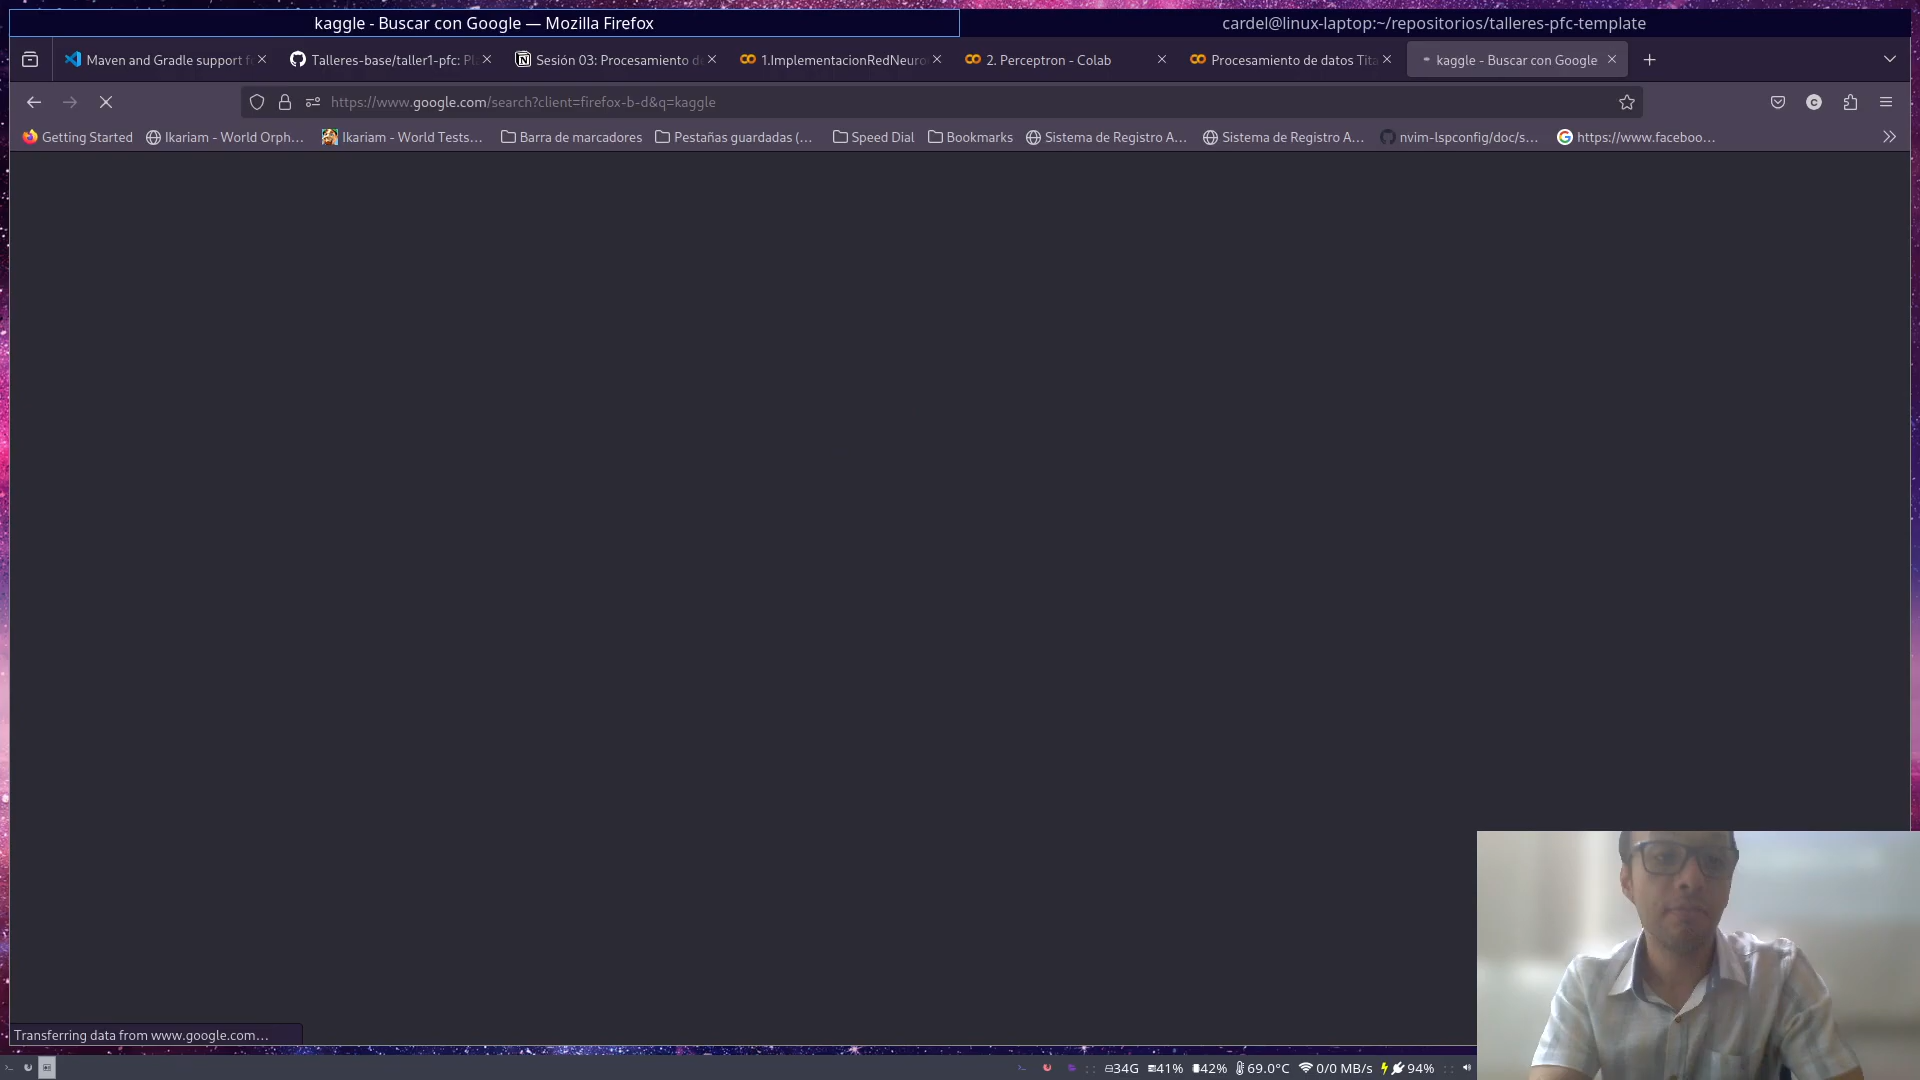 kaggle - Buscar con Google — Mozilla Firefox
cardel@linux-laptop:~/repositorios/talleres-pfc-template
Maven and Gradle support f
Talleres-base/taller1-pfc: Pl
Sesión 03: Procesamiento d
1.ImplementacionRedNeuro
2. Perceptron - Colab
Procesamiento de datos Tita
kaggle - Buscar con Google
https://www.google.com/search?client=firefox-b-d&q=kaggle
C
Getting Started
Ikariam - World Orph…
Ikariam - World Tests…
Barra de marcadores
Pestañas guardadas (…
Speed Dial
Bookmarks
Sistema de Registro A…
Sistema de Registro A…
nvim-lspconfig/doc/s…
https://www.faceboo…
Transferring data from www.google.com…
34G 41% 42% 69.0°C 0/0 MB/s 94%